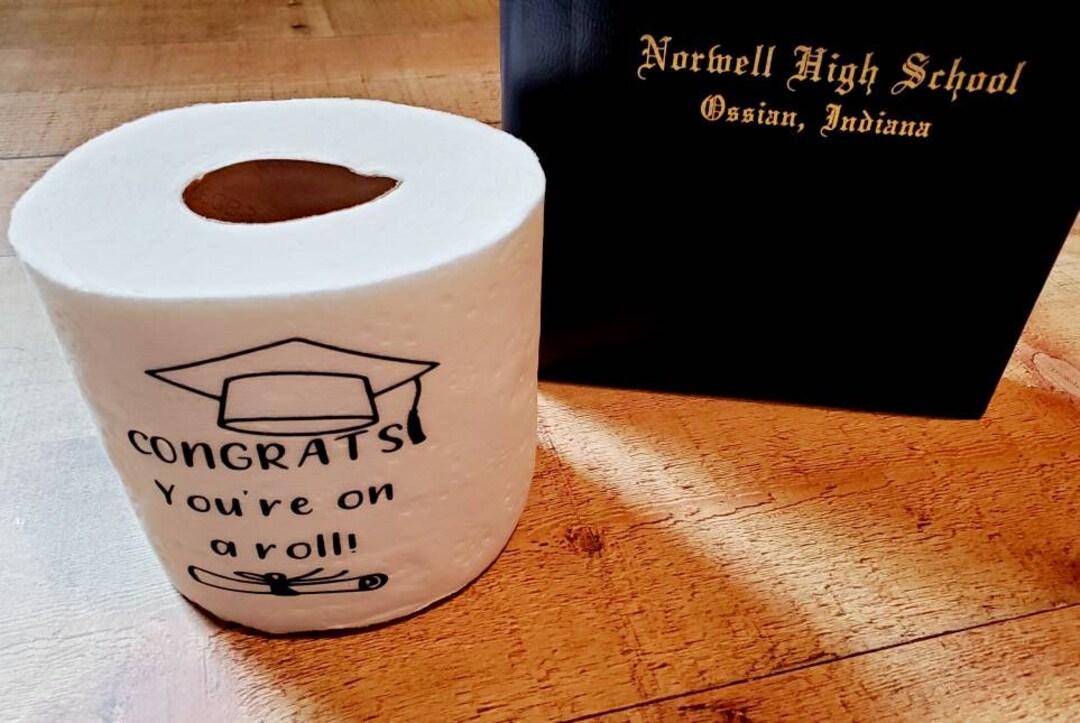 Norwell High School
Ossian, Indiana
CONGRATS
You're on
a roll!